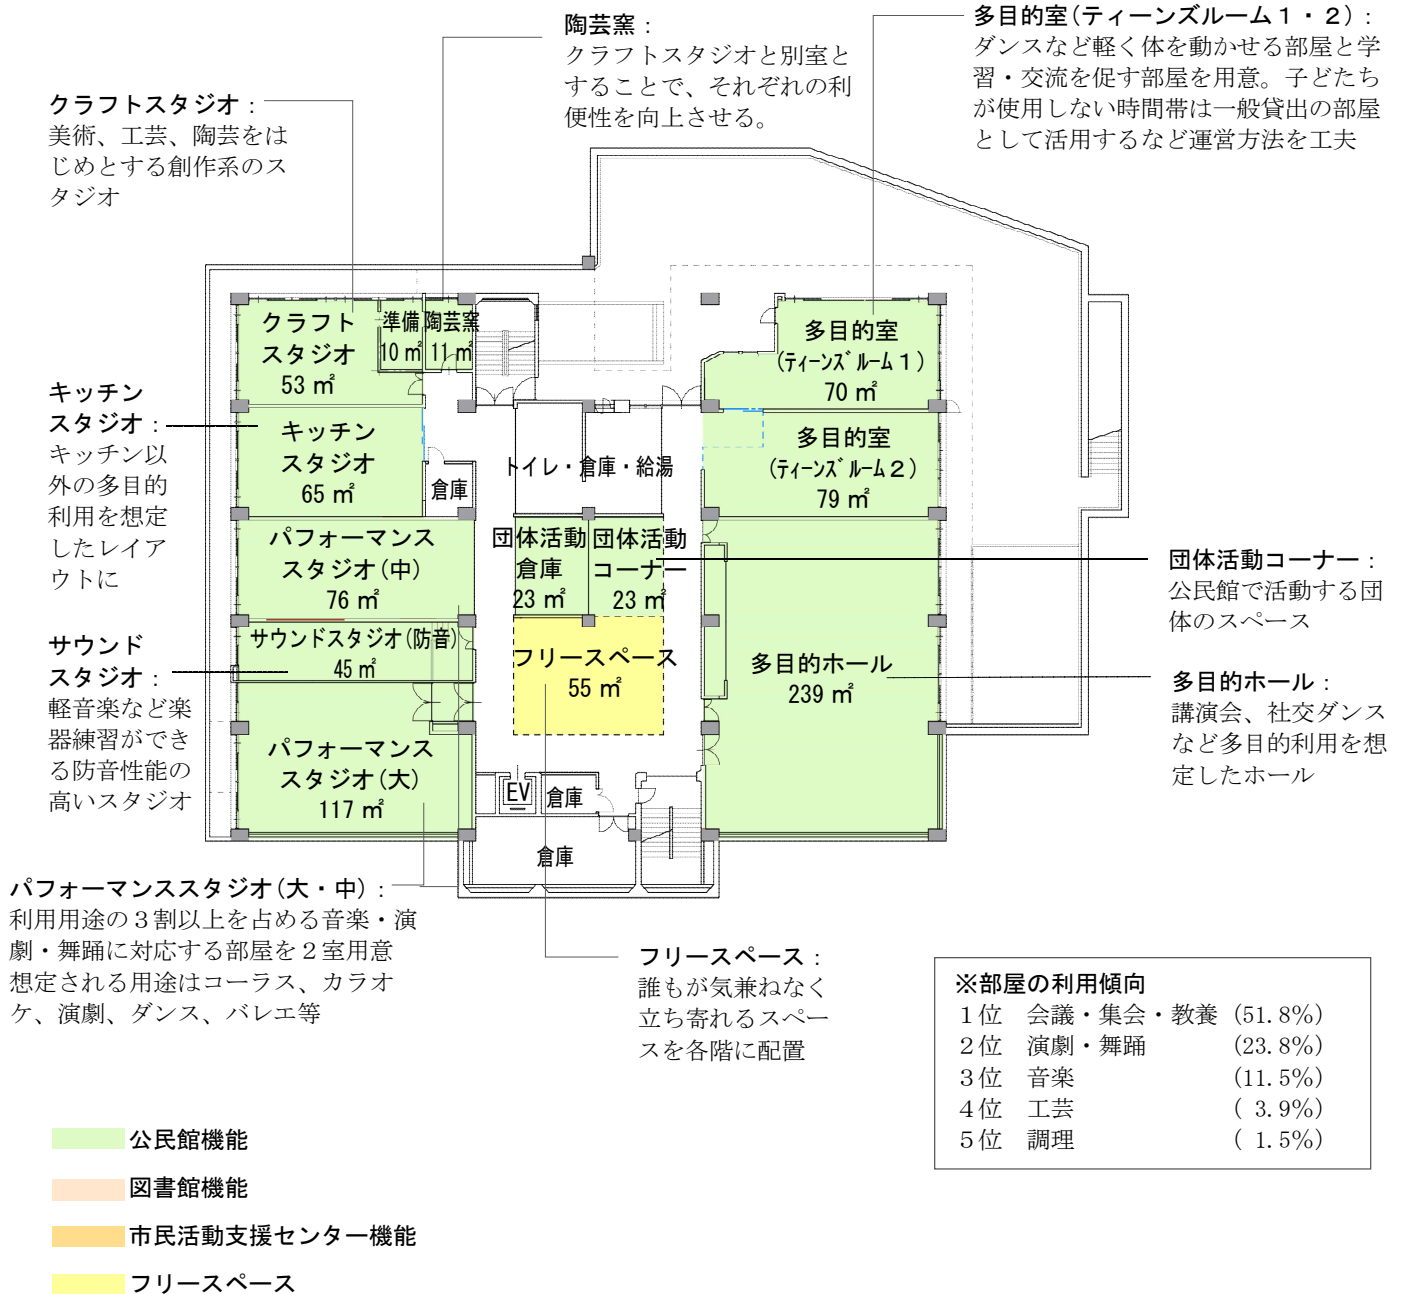 陶芸窯：
クラフトスタジオと別室と
することで、それぞれの利
便性を向上させる。
多目的室(ティーンズルーム１・２)：
ダンスなど軽く体を動かせる部屋と学
習・交流を促す部屋を用意。子どたち
が使用しない時間帯は一般貸出の部屋
として活用するなど運営方法を工夫
クラフトスタジオ：
美術、工芸、陶芸をは
じめとする創作系のス
タジオ
キッチン
スタジオ：
キッチン以
外の多目的
利用を想定
したレイア
ウトに
サウンド
スタジオ：
軽音楽など楽
器練習ができ
る防音性能の
高いスタジオ
クラフト
スタジオ
53 ㎡
準備
10 ㎡
陶芸窯
11 ㎡
多目的室
(ティーンズルーム１)
70 ㎡
キッチン
スタジオ
65 ㎡
倉庫
トイレ・倉庫・給湯
多目的室
(ティーンズルーム２)
79 ㎡
パフォーマンス
スタジオ(中)
76 ㎡
団体活動
倉庫
23 ㎡
団体活動
コーナー
23 ㎡
サウンドスタジオ(防音)
45 ㎡
フリースペース
55 ㎡
多目的ホール
239 ㎡
パフォーマンス
スタジオ(大)
117 ㎡
EV
倉庫
倉庫
団体活動コーナー：
公民館で活動する団
体のスペース
多目的ホール：
講演会、社交ダンス
など多目的利用を想
定したホール
パフォーマンススタジオ(大・中)：
利用用途の３割以上を占める音楽・演
劇・舞踊に対応する部屋を２室用意
想定される用途はコーラス、カラオ
ケ、演劇、ダンス、バレエ等
フリースペース：
誰もが気兼ねなく
立ち寄れるスペー
スを各階に配置
※部屋の利用傾向
１位　会議・集会・教養 (51.8%)
２位　演劇・舞踊 (23.8%)
３位　音楽 (11.5%)
４位　工芸 ( 3.9%)
５位　調理 ( 1.5%)
公民館機能
図書館機能
市民活動支援センター機能
フリースペース